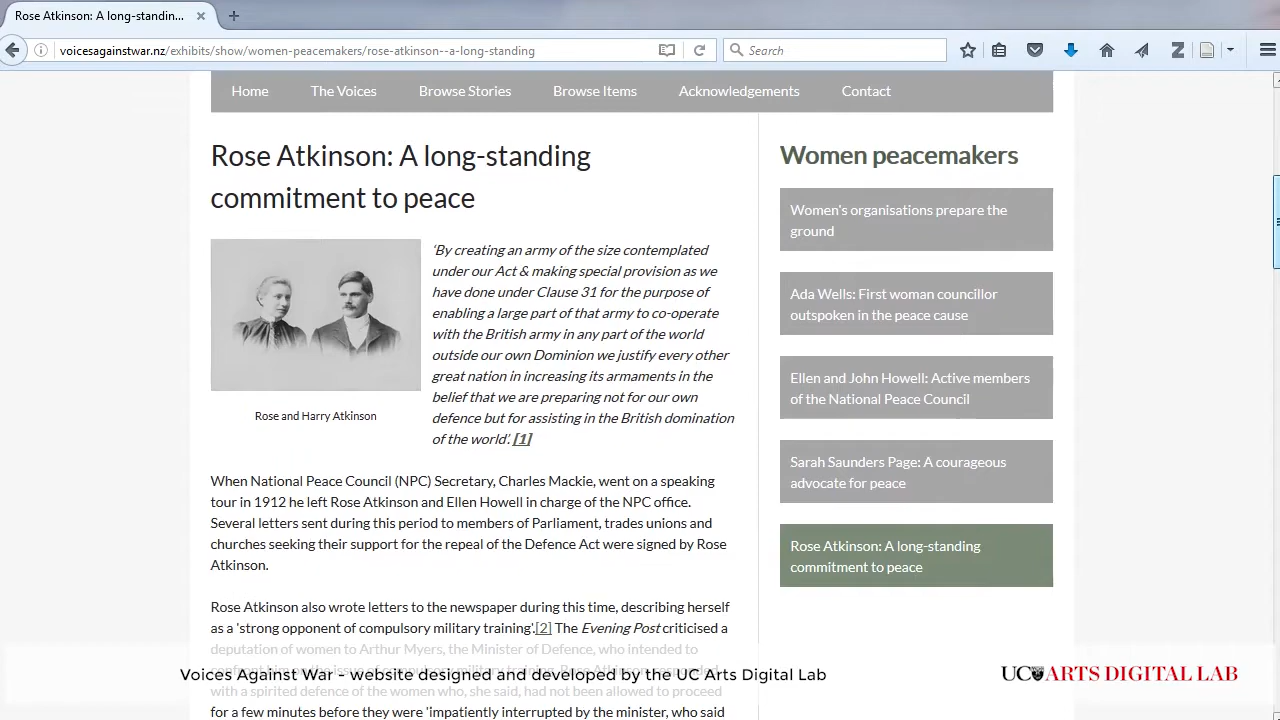 Rose Atkinson: A long-standin...
voicesagainstwar.nz/exhibits/show/women-peacemakers/rose-atkinson--a-long-standing
Search
Home
The Voices
Browse Stories
Browse Items
Acknowledgements
Contact
Rose Atkinson: A long-standing
commitment to peace
'By creating an army of the size contemplated
under our Act & making special provision as we
have done under Clause 31 for the purpose of
enabling a large part of that army to co-operate
with the British army in any part of the world
outside our own Dominion we justify every other
great nation in increasing its armaments in the
belief that we are preparing not for our own
defence but for assisting in the British domination
of the world'. [1]
Rose and Harry Atkinson
When National Peace Council (NPC) Secretary, Charles Mackie, went on a speaking
tour in 1912 he left Rose Atkinson and Ellen Howell in charge of the NPC office.
Several letters sent during this period to members of Parliament, trades unions and
churches seeking their support for the repeal of the Defence Act were signed by Rose
Atkinson.
Rose Atkinson also wrote letters to the newspaper during this time, describing herself
as a 'strong opponent of compulsory military training'.[2] The Evening Post criticised a
deputation of women to Arthur Myers, the Minister of Defence, who intended to
confront him on the issue of compulsory military training. Rose Atkinson responded
with a spirited defence of the women who, she said, had not been allowed to proceed
for a few minutes before they were 'impatiently interrupted by the minister, who said
Women peacemakers
Women's organisations prepare the
ground
Ada Wells: First woman councillor
outspoken in the peace cause
Ellen and John Howell: Active members
of the National Peace Council
Sarah Saunders Page: A courageous
advocate for peace
Rose Atkinson: A long-standing
commitment to peace
Voices Against War - website designed and developed by the UC Arts Digital Lab
UC ARTS DIGITAL LAB